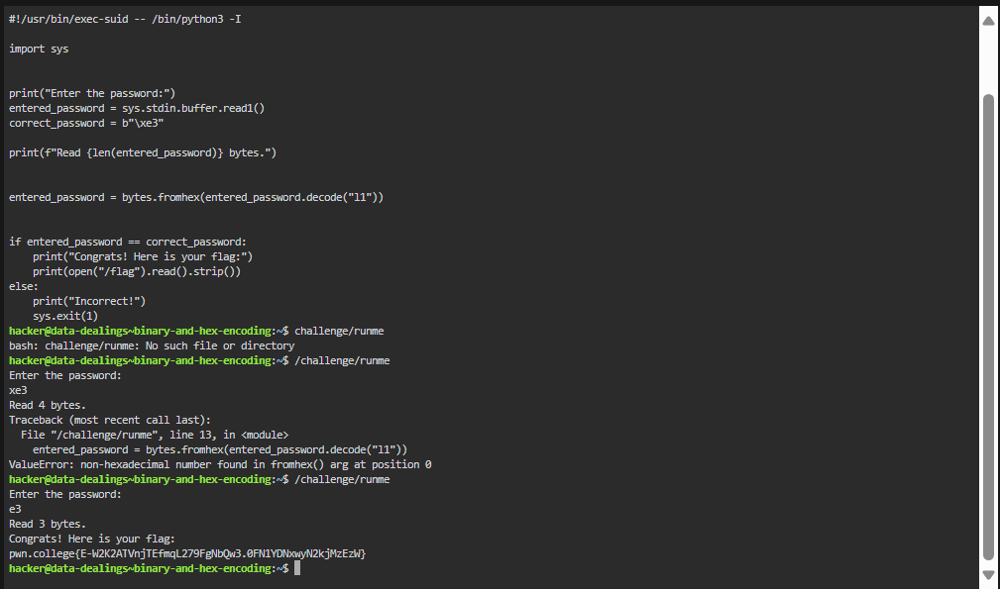 #!/usr/bin/exec-suid -- /bin/python3 -I
import sys
print("Enter the password:")
entered_password = sys.stdin.buffer.read1()
correct_password = b"\xe3"
print(f"Read {len(entered_password)} bytes.")
entered_password = bytes.fromhex(entered_password.decode("l1"))
if entered_password == correct_password:
    print("Congrats! Here is your flag:")
    print(open("/flag").read().strip())
else:
    print("Incorrect!")
    sys.exit(1)
hacker@data-dealings~binary-and-hex-encoding:~$ challenge/runme
bash: challenge/runme: No such file or directory
hacker@data-dealings~binary-and-hex-encoding:~$ /challenge/runme
Enter the password:
xe3
Read 4 bytes.
Traceback (most recent call last):
  File "/challenge/runme", line 13, in <module>
    entered_password = bytes.fromhex(entered_password.decode("l1"))
ValueError: non-hexadecimal number found in fromhex() arg at position 0
hacker@data-dealings~binary-and-hex-encoding:~$ /challenge/runme
Enter the password:
e3
Read 3 bytes.
Congrats! Here is your flag:
pwn.college{E-W2K2ATVnjTEfmqL279FgNbQw3.0FN1YDNxwyN2kjMzEzW}
hacker@data-dealings~binary-and-hex-encoding:~$